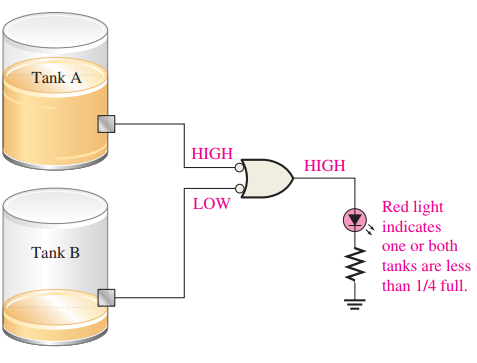 Tank A
HIGH
HIGH
LOW
Tank B
Red light
indicates
one or both
tanks are less
than 1/4 full.